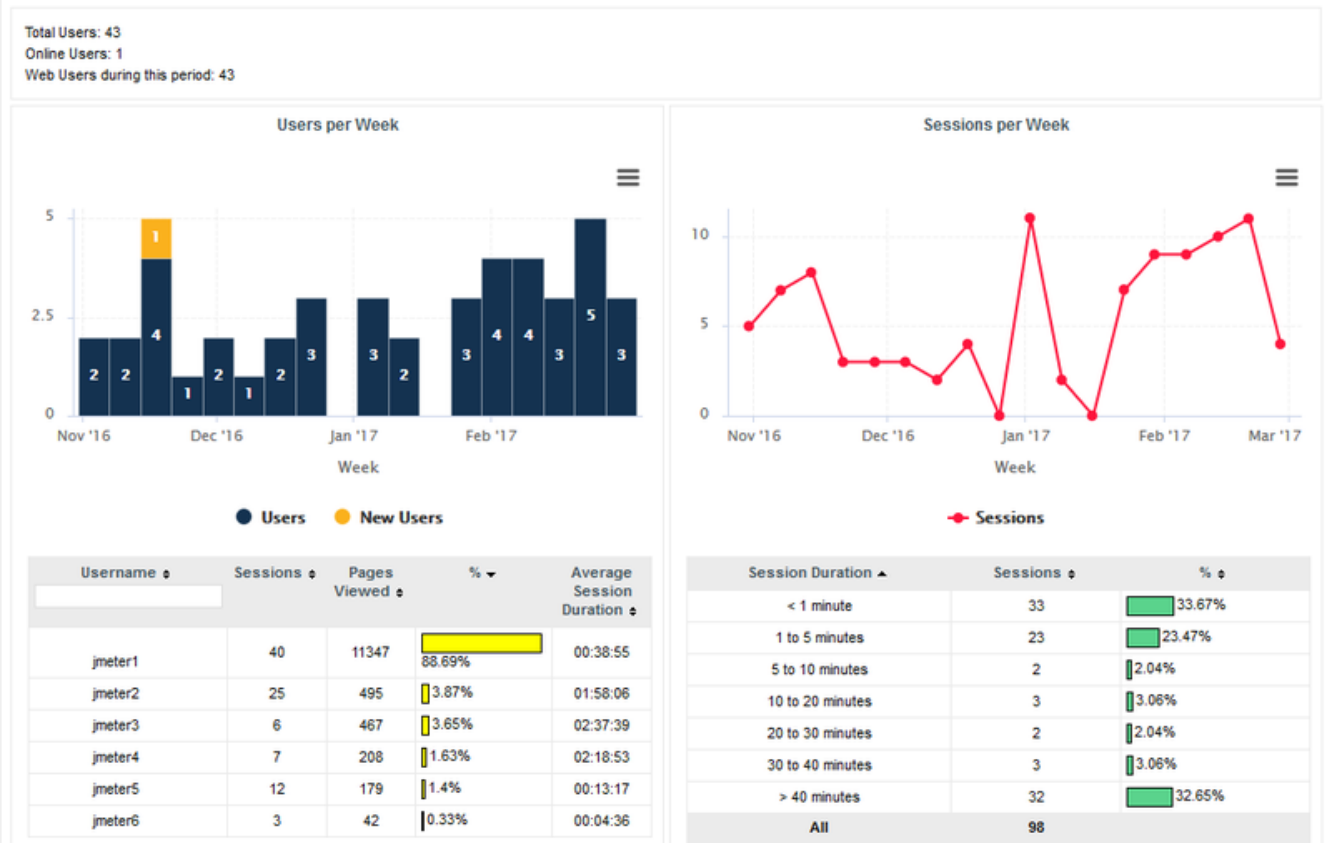 Total Users: 43
Online Users: 1
Web Users during this period: 43
Users per Week
5
2.5
0
2
2
4
1
1
2
1
2
3
3
2
3
4
4
3
5
3
Nov '16
Dec '16
Jan '17
Feb '17
Week
Users
New Users
Sessions per Week
10
5
0
Nov '16
Dec '16
Jan '17
Feb '17
Mar '17
Week
Sessions
Username Sessions Pages Viewed % Average Session Duration
jmeter1 40 11347 88.69% 00:38:55
jmeter2 25 495 3.87% 01:58:06
jmeter3 6 467 3.65% 02:37:39
jmeter4 7 208 1.63% 02:18:53
jmeter5 12 179 1.4% 00:13:17
jmeter6 3 42 0.33% 00:04:36
Session Duration Sessions %
< 1 minute 33 33.67%
1 to 5 minutes 23 23.47%
5 to 10 minutes 2 2.04%
10 to 20 minutes 3 3.06%
20 to 30 minutes 2 2.04%
30 to 40 minutes 3 3.06%
> 40 minutes 32 32.65%
All 98